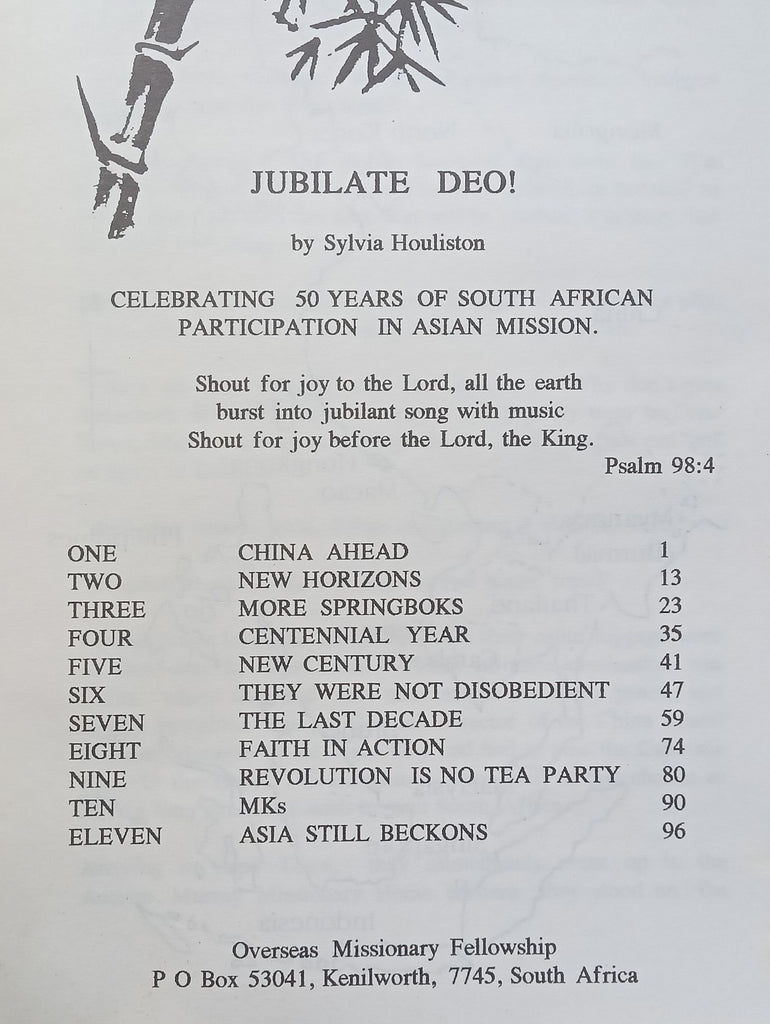 JUBILATE DEO!
by Sylvia Houliston
CELEBRATING 50 YEARS OF SOUTH AFRICAN
PARTICIPATION IN ASIAN MISSION.
Shout for joy to the Lord, all the earth
burst into jubilant song with music
Shout for joy before the Lord, the King.
Psalm 98:4
ONE CHINA AHEAD 1
TWO NEW HORIZONS 13
THREE MORE SPRINGBOKS 23
FOUR CENTENNIAL YEAR 35
FIVE NEW CENTURY 41
SIX THEY WERE NOT DISOBEDIENT 47
SEVEN THE LAST DECADE 59
EIGHT FAITH IN ACTION 74
NINE REVOLUTION IS NO TEA PARTY 80
TEN MKs 90
ELEVEN ASIA STILL BECKONS 96
Overseas Missionary Fellowship
P O Box 53041, Kenilworth, 7745, South Africa